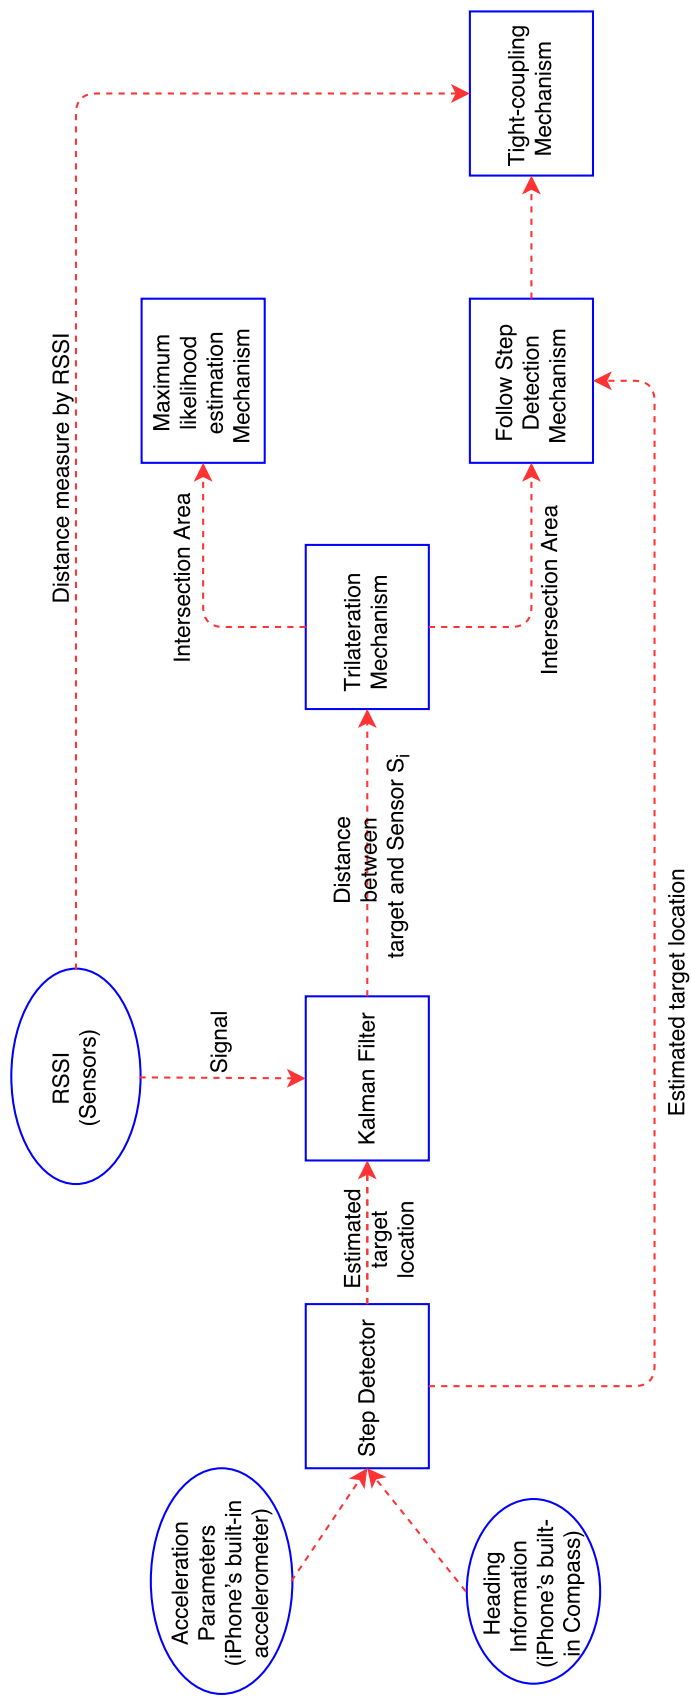 Acceleration
Parameters
(iPhone's built-in
accelerometer)
Heading
Information
(iPhone's built-
in Compass)
Step Detector
Estimated
target
location
Estimated target location
RSSI
(Sensors)
Signal
Kalman Filter
Distance
between
target and Sensor Si
Distance measure by RSSI
Trilateration
Mechanism
Intersection Area
Intersection Area
Maximum
likelihood
estimation
Mechanism
Follow Step
Detection
Mechanism
Tight-coupling
Mechanism